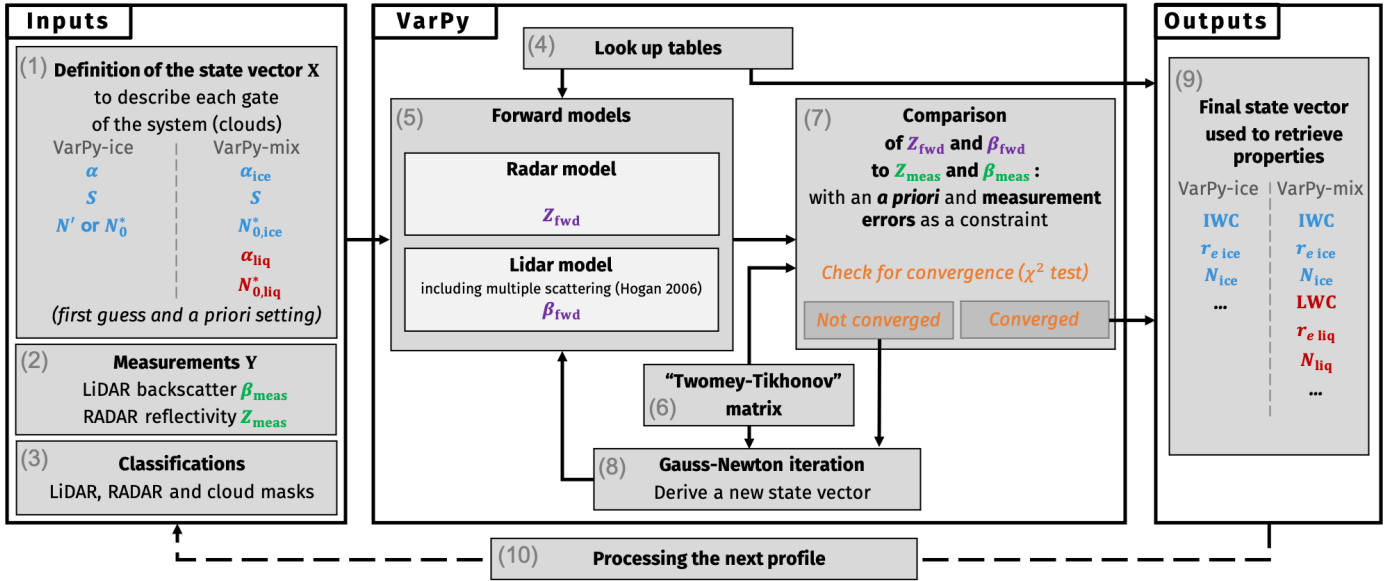 Inputs
(1)
Definition of the state vector X
to describe each gate
of the system (clouds)
VarPy-ice VarPy-mix
α α_ice
S S
N′ or N₀* N*₀,ice
α_liq
N*₀,liq
(first guess and a priori setting)
(2)
Measurements Y
LiDAR backscatter β_meas
RADAR reflectivity Z_meas
(3)
Classifications
LiDAR, RADAR and cloud masks
VarPy
(4) Look up tables
(5)
Forward models
Radar model
Z_fwd
Lidar model
including multiple scattering (Hogan 2006)
β_fwd
(7)
Comparison
of Z_fwd and β_fwd
to Z_meas and β_meas :
with an a priori and measurement
errors as a constraint
Check for convergence (χ² test)
Not converged Converged
(6)
“Twomey-Tikhonov”
matrix
(8)
Gauss-Newton iteration
Derive a new state vector
Outputs
(9)
Final state vector
used to retrieve
properties
VarPy-ice VarPy-mix
IWC IWC
r_e ice r_e ice
N_ice N_ice
... LWC
r_e liq
N_liq
...
(10) Processing the next profile